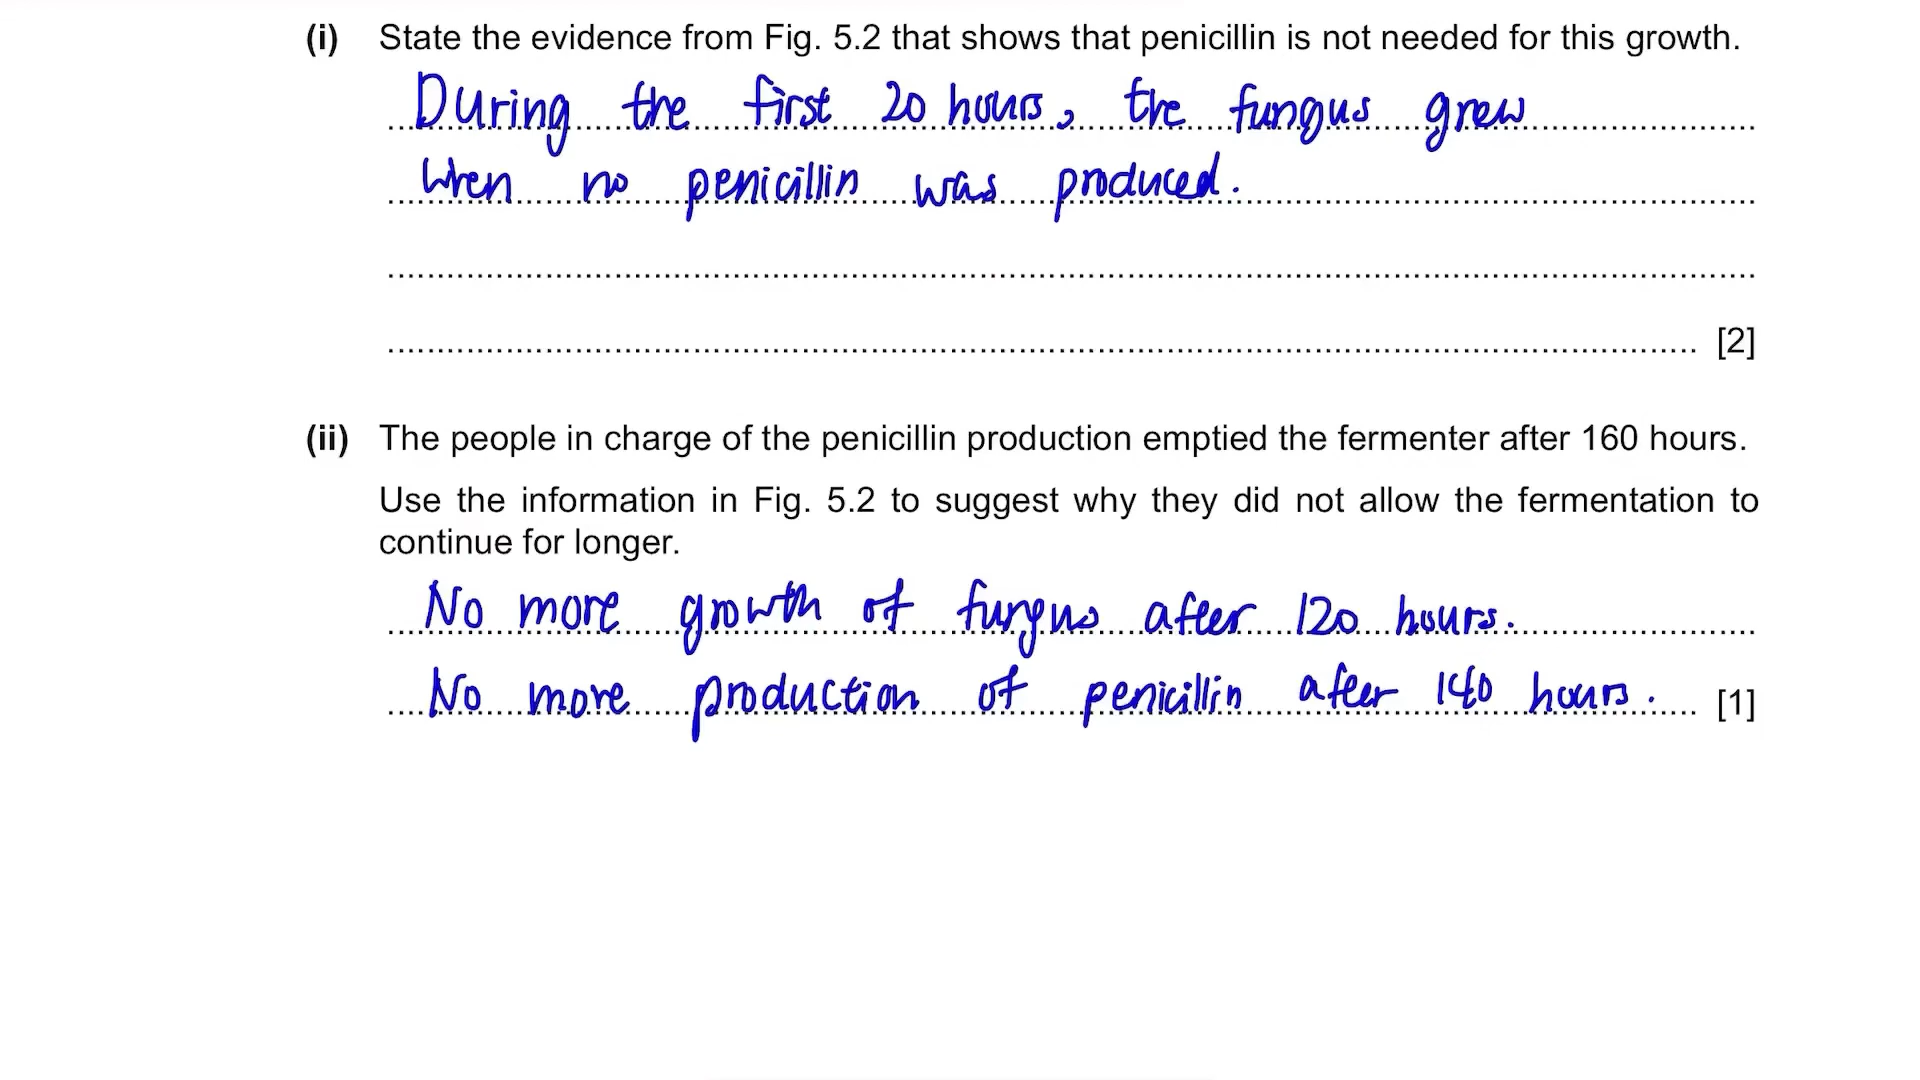 (i) State the evidence from Fig. 5.2 that shows that penicillin is not needed for this growth.
During the first 20 hours, the fungus grew
when no penicillin was produced.
[2]
(ii) The people in charge of the penicillin production emptied the fermenter after 160 hours.
Use the information in Fig. 5.2 to suggest why they did not allow the fermentation to
continue for longer.
No more growth of fungus after 120 hours.
No more production of penicillin after 140 hours. [1]